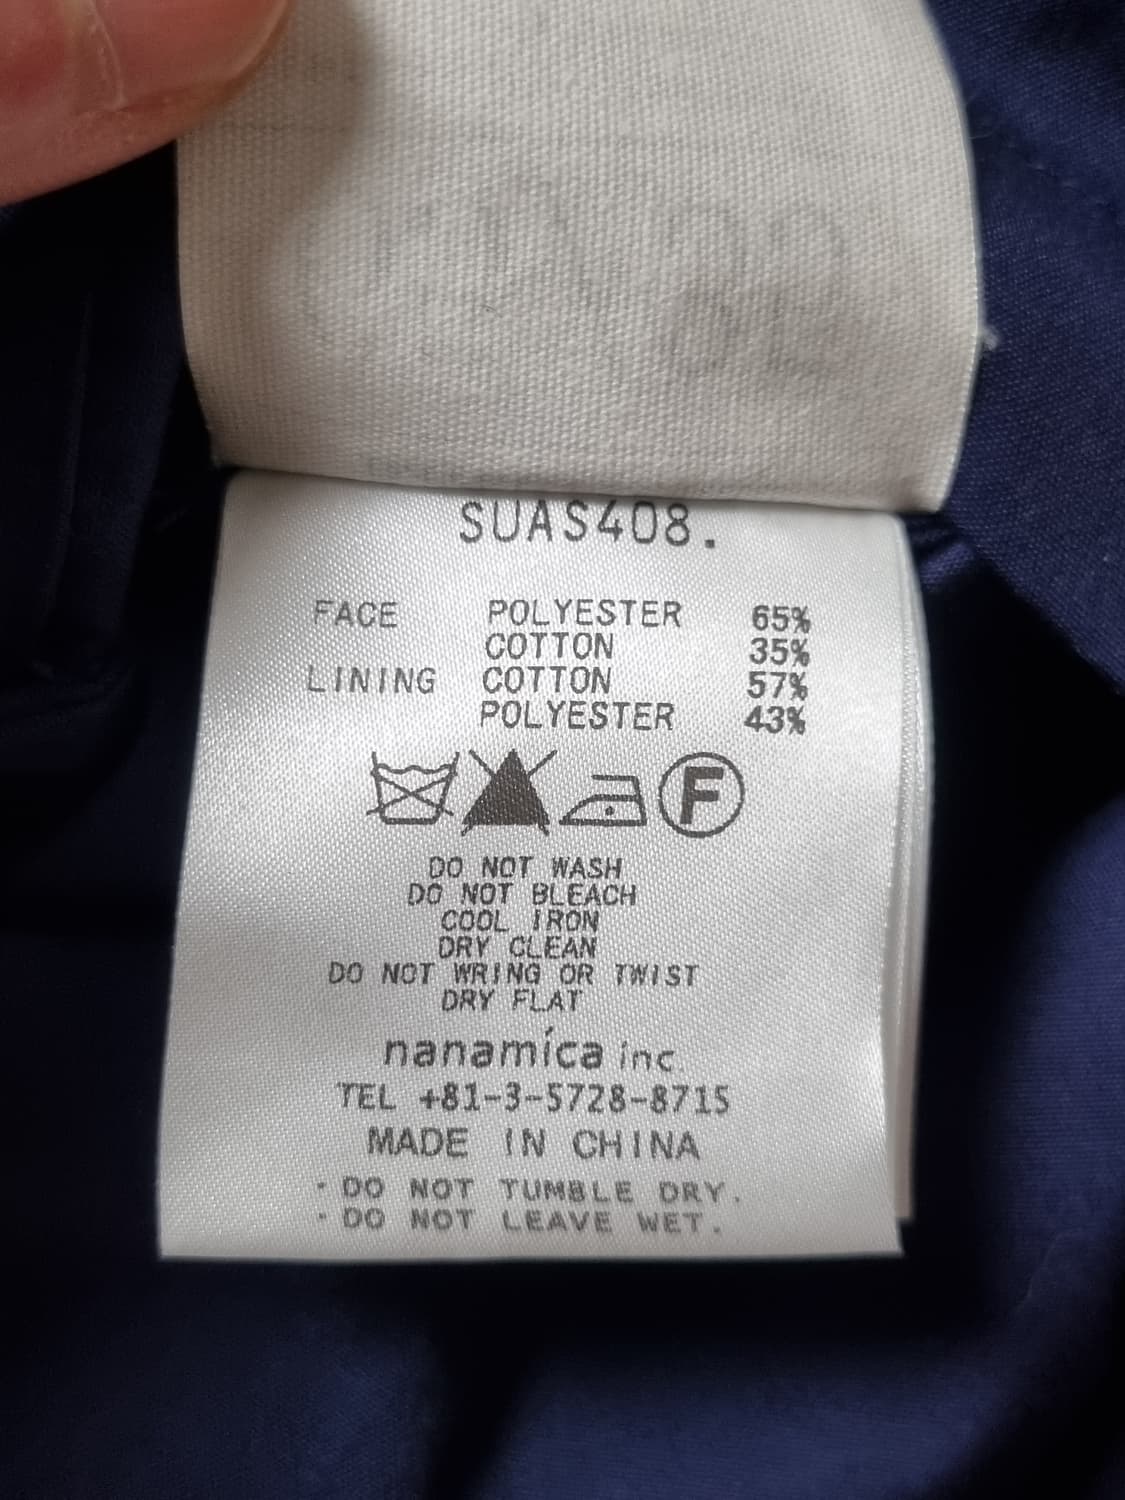 SUAS408.
FACE POLYESTER 65%
COTTON 35%
LINING COTTON 57%
POLYESTER 43%
F
DO NOT WASH
DO NOT BLEACH
COOL IRON
DRY CLEAN
DO NOT WRING OR TWIST
DRY FLAT
nanamíca inc.
TEL +81-3-5728-8715
MADE IN CHINA
・DO NOT TUMBLE DRY.
・DO NOT LEAVE WET.